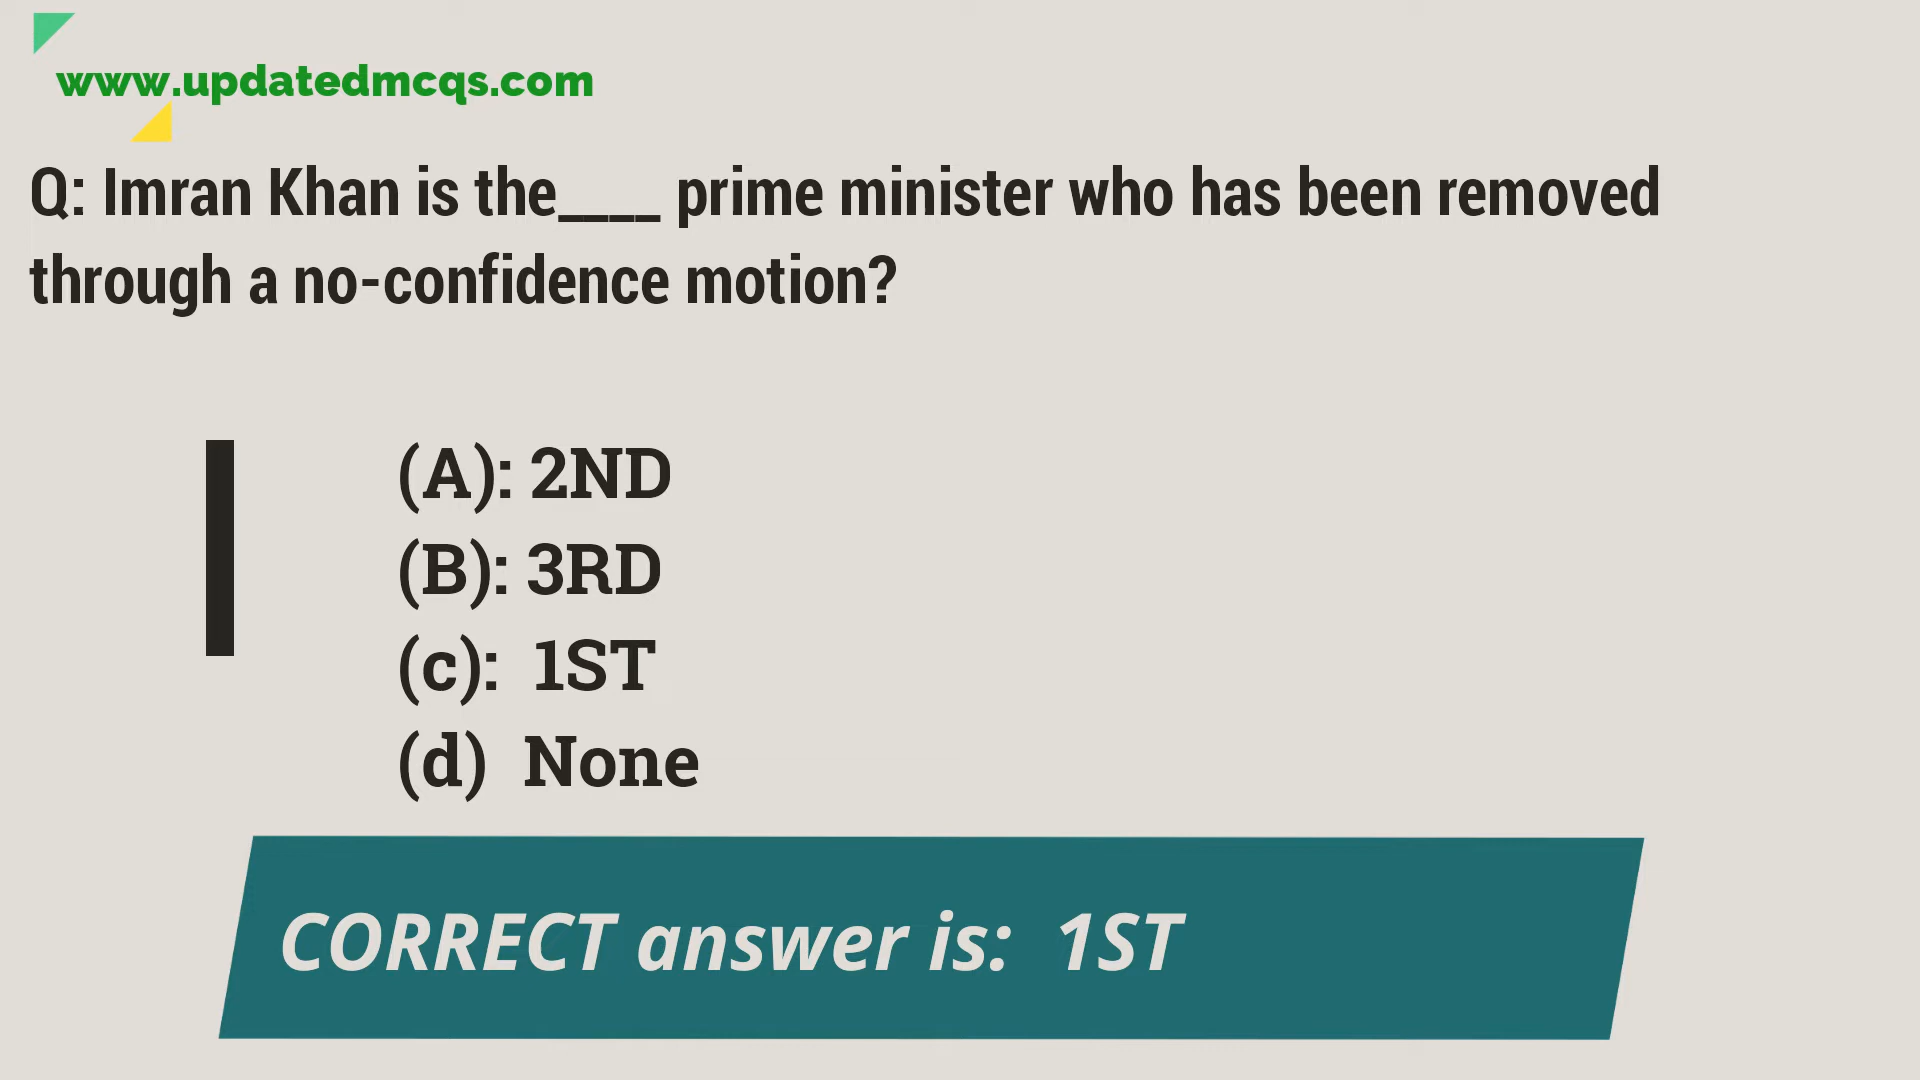 www.updatedmcqs.com
Q: Imran Khan is the____ prime minister who has been removed
through a no-confidence motion?
(A): 2ND
(B): 3RD
(c): 1ST
(d) None
CORRECT answer is: 1ST